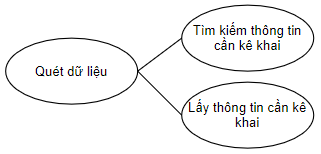 Quét dữ liệu
Tìm kiếm thông tin
cần kê khai
Lấy thông tin cần kê
khai